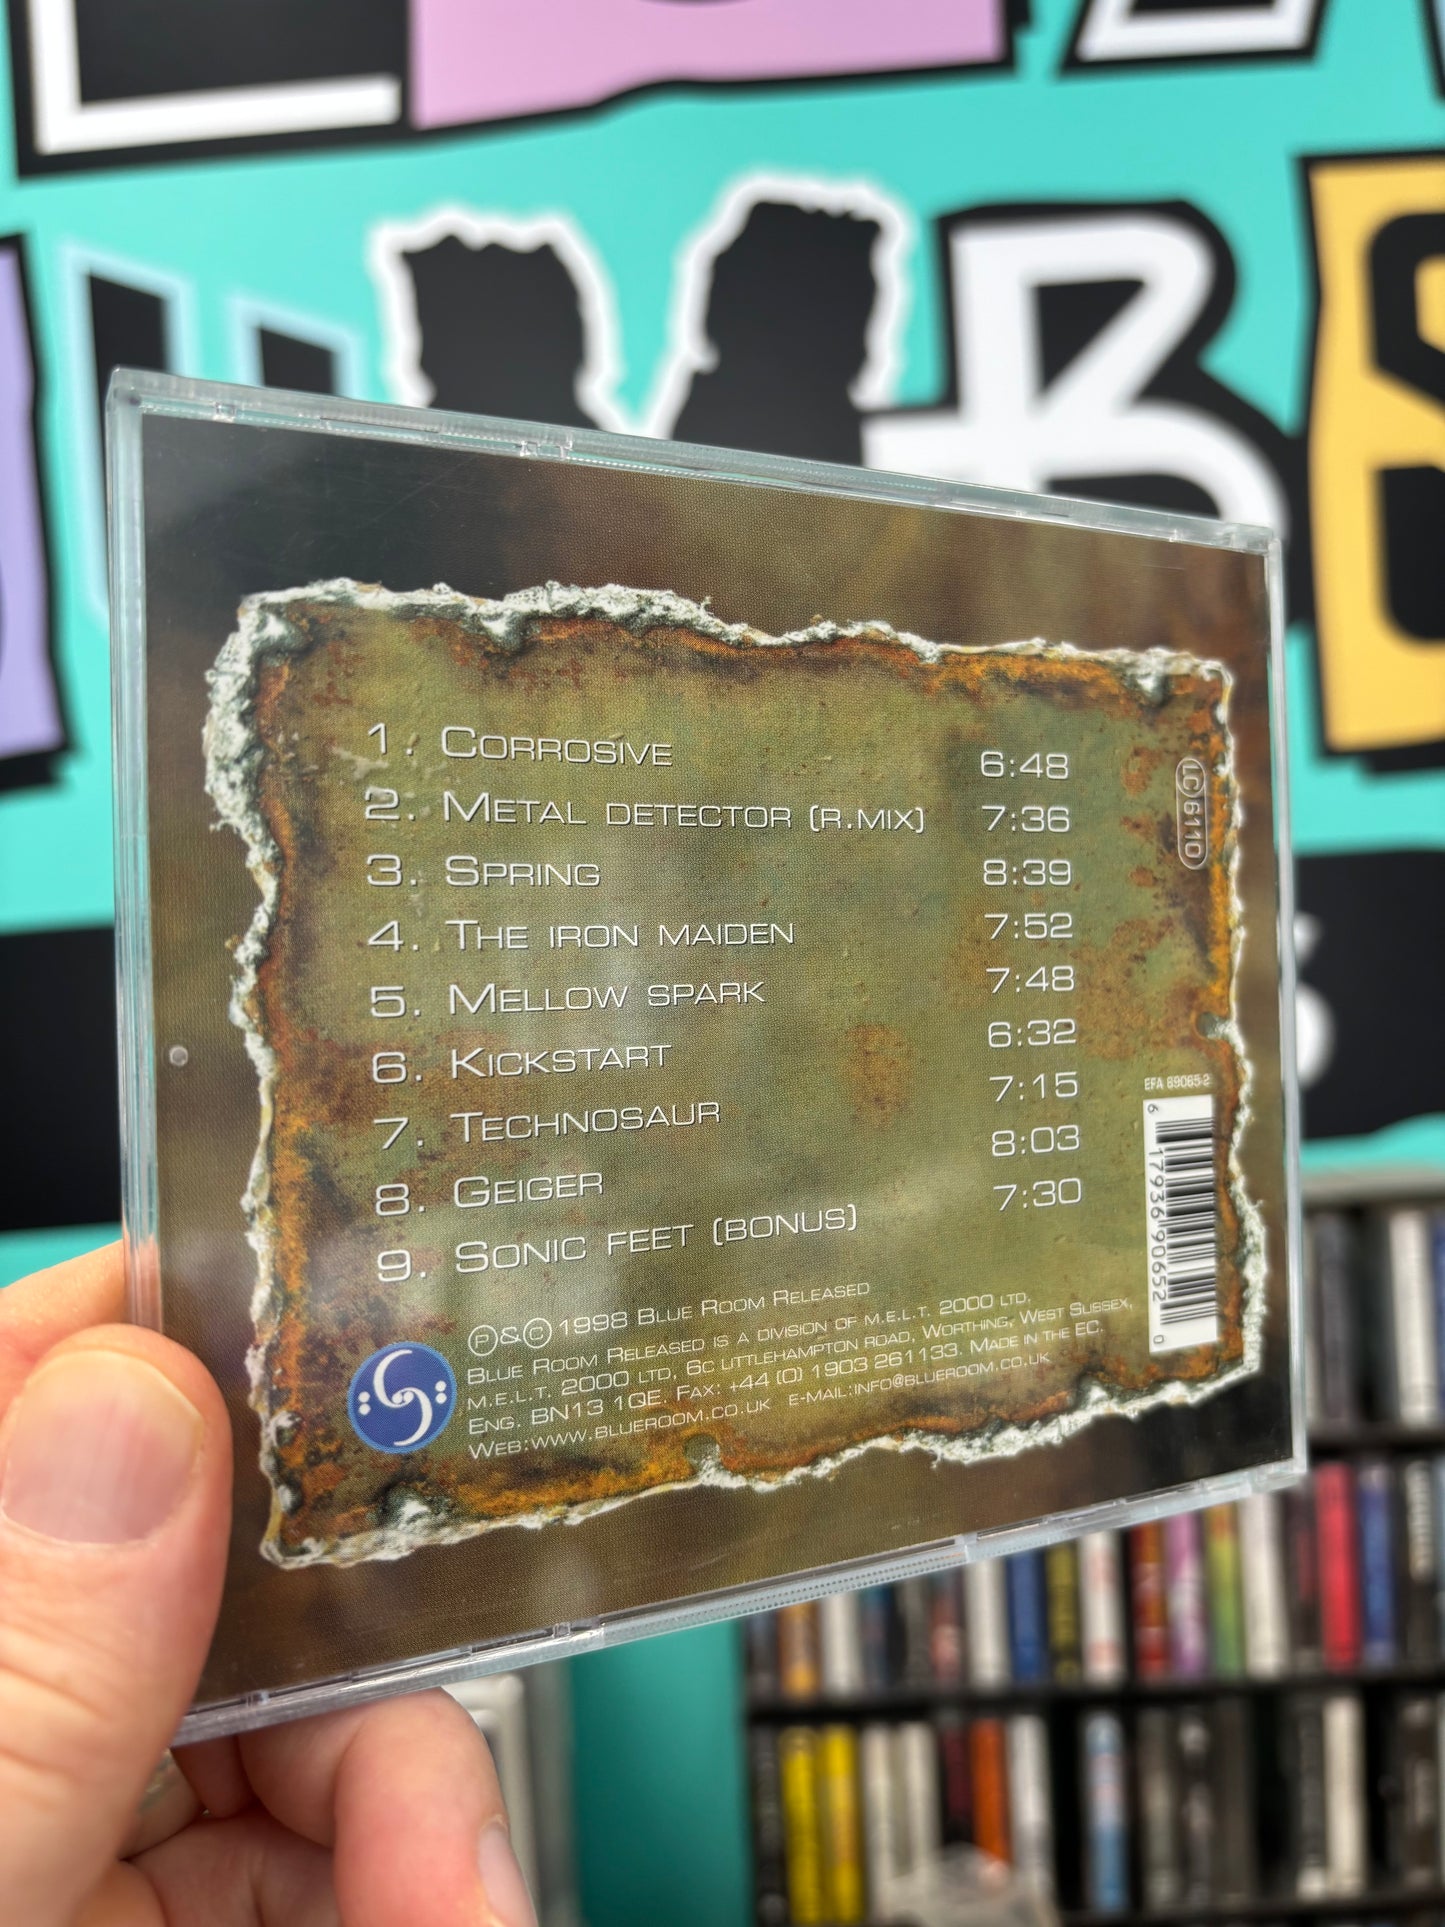 1. Corrosive 6:48
2. Metal detector (r.mix) 7:36
3. Spring 8:39
4. The iron maiden 7:52
5. Mellow spark 7:48
6. Kickstart 6:32
7. Technosaur 7:15
8. Geiger 8:03
9. Sonic feet (bonus) 7:30
LC 6110
EFA 89065-2
6 17936 90652 0
Ⓟ&© 1998 Blue Room Released
Blue Room Released is a division of m.e.l.t. 2000 ltd.
m.e.l.t. 2000 ltd, 6c littlehampton road, Worthing, West Sussex,
Eng. BN13 1QE. Fax: +44 (0) 1903 261133. Made in the EC.
Web:www.blueroom.co.uk e-mail:info@blueroom.co.uk